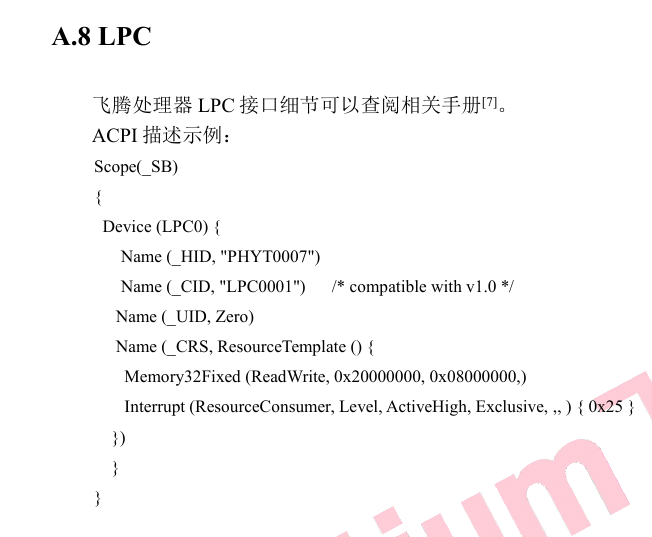 A.8 LPC
飞腾处理器 LPC 接口细节可以查阅相关手册[7]。
ACPI 描述示例：
Scope(_SB)
{
Device (LPC0) {
Name (_HID, "PHYT0007")
Name (_CID, "LPC0001") /* compatible with v1.0 */
Name (_UID, Zero)
Name (_CRS, ResourceTemplate () {
Memory32Fixed (ReadWrite, 0x20000000, 0x08000000,)
Interrupt (ResourceConsumer, Level, ActiveHigh, Exclusive, ,, ) { 0x25 }
})
}
}